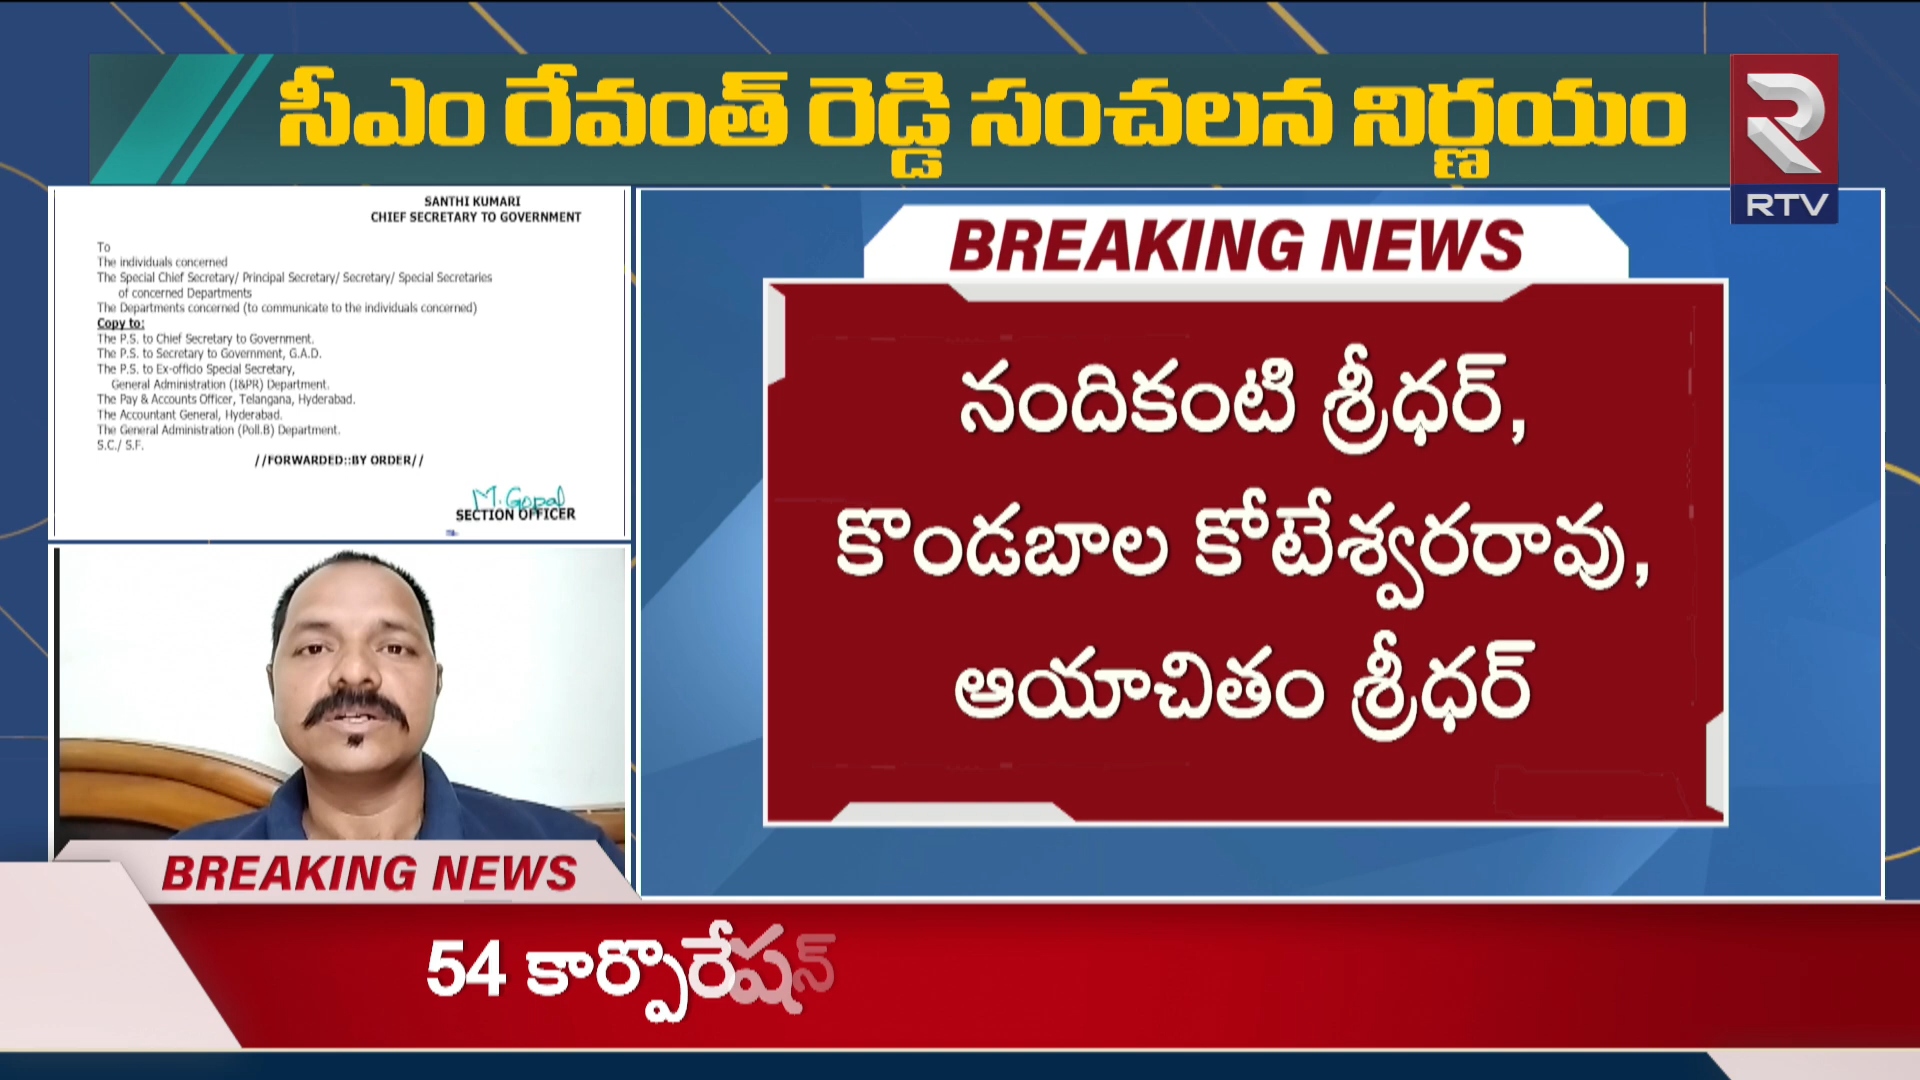 సీఎం రేవంత్ రెడ్డి సంచలన నిర్ణయం
RTV
SANTHI KUMARI
CHIEF SECRETARY TO GOVERNMENT
To
The individuals concerned
The Special Chief Secretary/ Principal Secretary/ Secretary/ Special Secretaries
of concerned Departments
The Departments concerned (to communicate to the individuals concerned)
Copy to:
The P.S. to Chief Secretary to Government.
The P.S. to Secretary to Government, G.A.D.
The P.S. to Ex-officio Special Secretary,
General Administration (I&PR) Department.
The Pay & Accounts Officer, Telangana, Hyderabad.
The Accountant General, Hyderabad.
The General Administration (Poll.B) Department.
S.C./ S.F.
//FORWARDED::BY ORDER//
M. Gopal
SECTION OFFICER
BREAKING NEWS
నందికంటి శ్రీధర్,
కొండబాల కోటేశ్వరరావు,
ఆయాచితం శ్రీధర్
BREAKING NEWS
54 కార్పొరేషన్